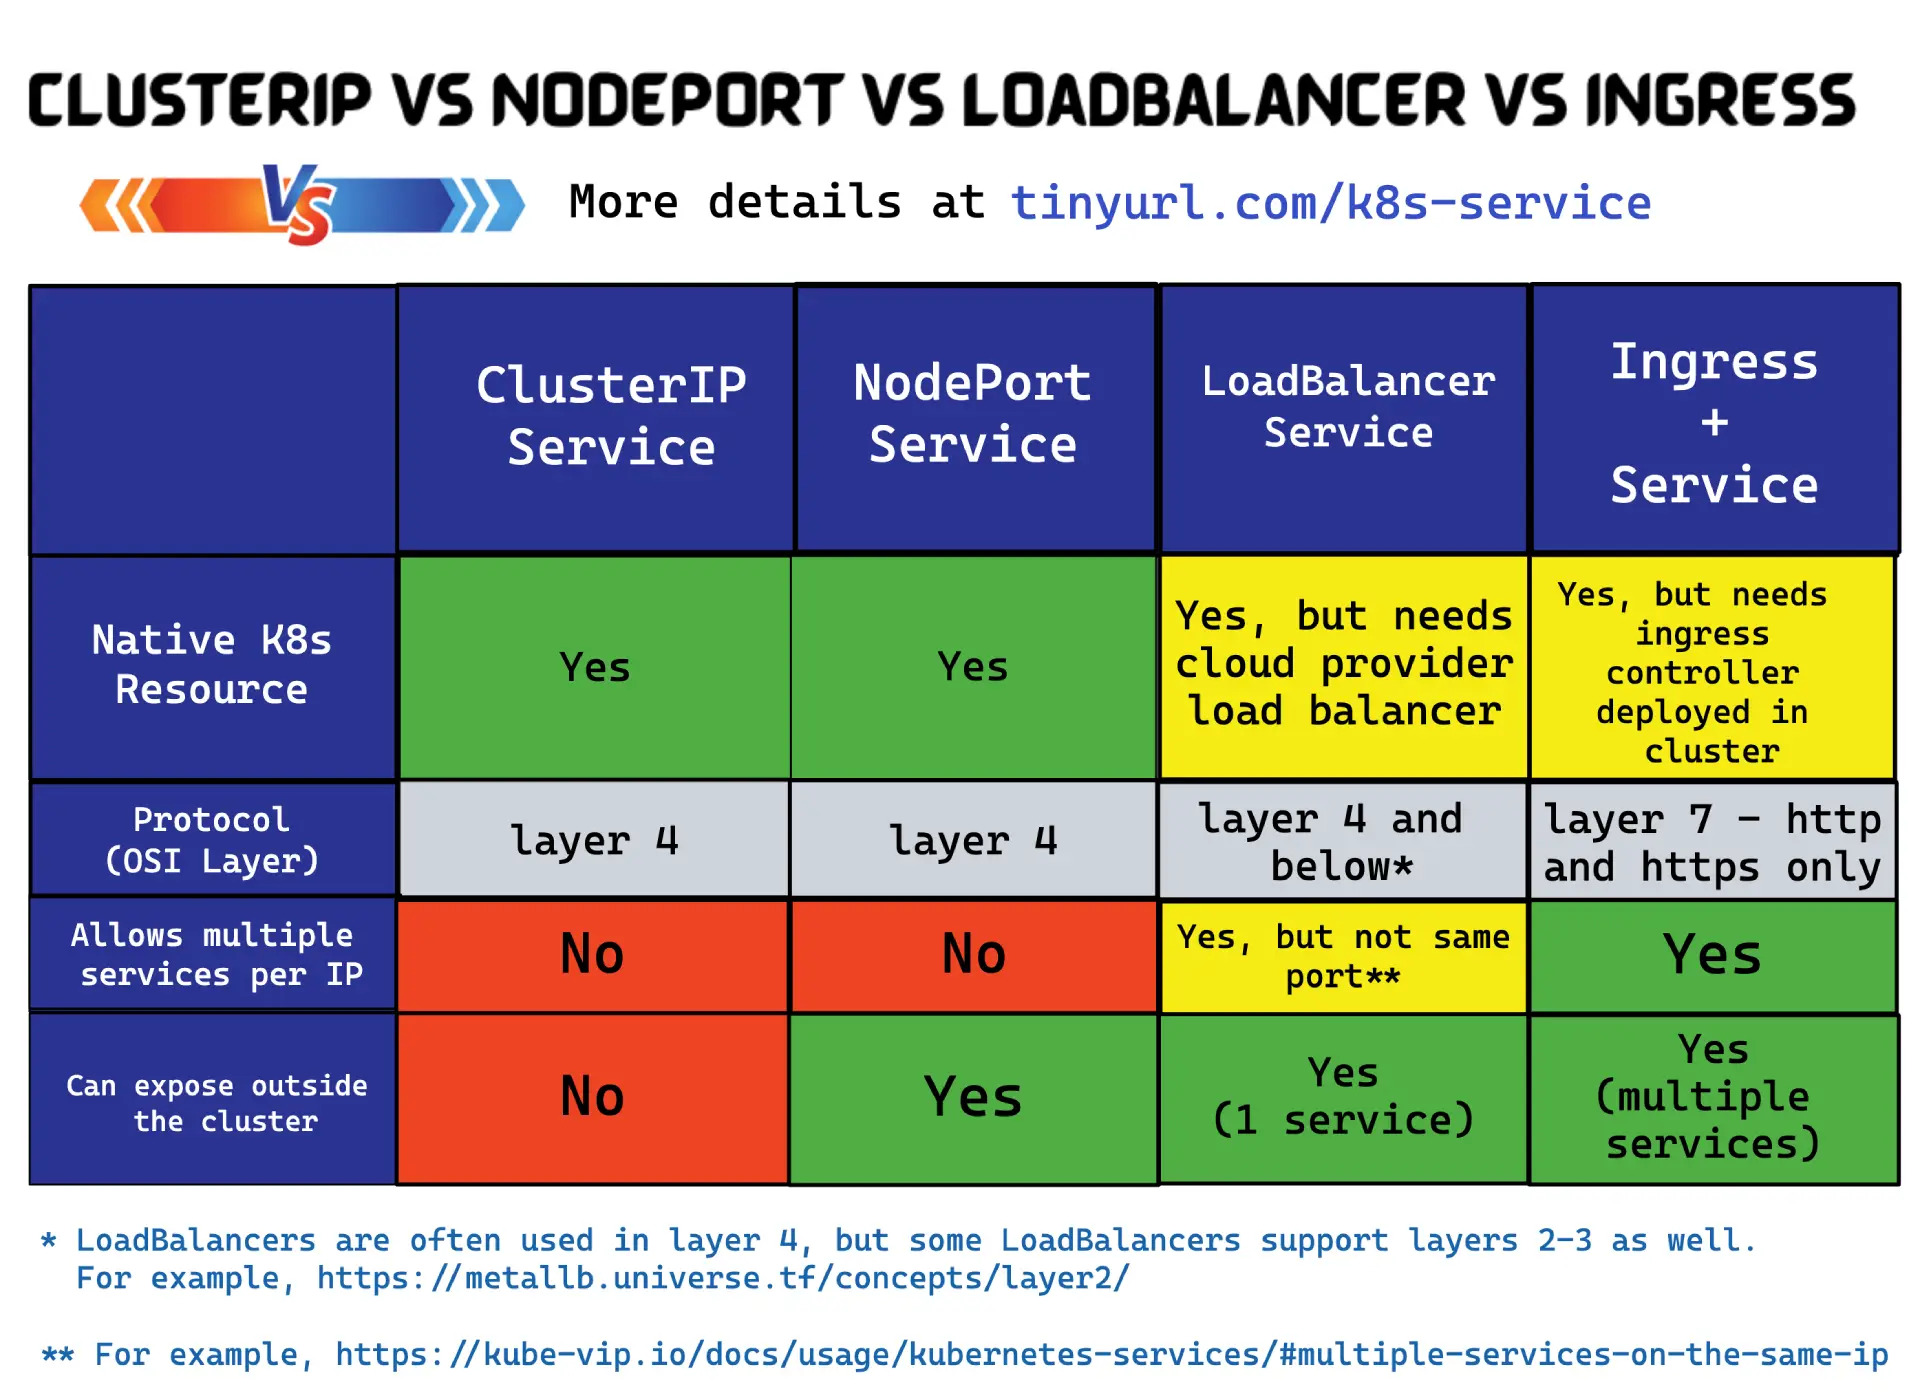 CLUSTERIP VS NODEPORT VS LOADBALANCER VS INGRESS
VS
More details at tinyurl.com/k8s-service
ClusterIP
Service
NodePort
Service
LoadBalancer
Service
Ingress
+
Service
Native K8s
Resource
Yes
Yes
Yes, but needs
cloud provider
load balancer
Yes, but needs
ingress
controller
deployed in
cluster
Protocol
(OSI Layer)
layer 4
layer 4
layer 4 and
below*
layer 7 - http
and https only
Allows multiple
services per IP
No
No
Yes, but not same
port**
Yes
Can expose outside
the cluster
No
Yes
Yes
(1 service)
Yes
(multiple
services)
* LoadBalancers are often used in layer 4, but some LoadBalancers support layers 2-3 as well.
For example, https://metallb.universe.tf/concepts/layer2/
** For example, https://kube-vip.io/docs/usage/kubernetes-services/#multiple-services-on-the-same-ip